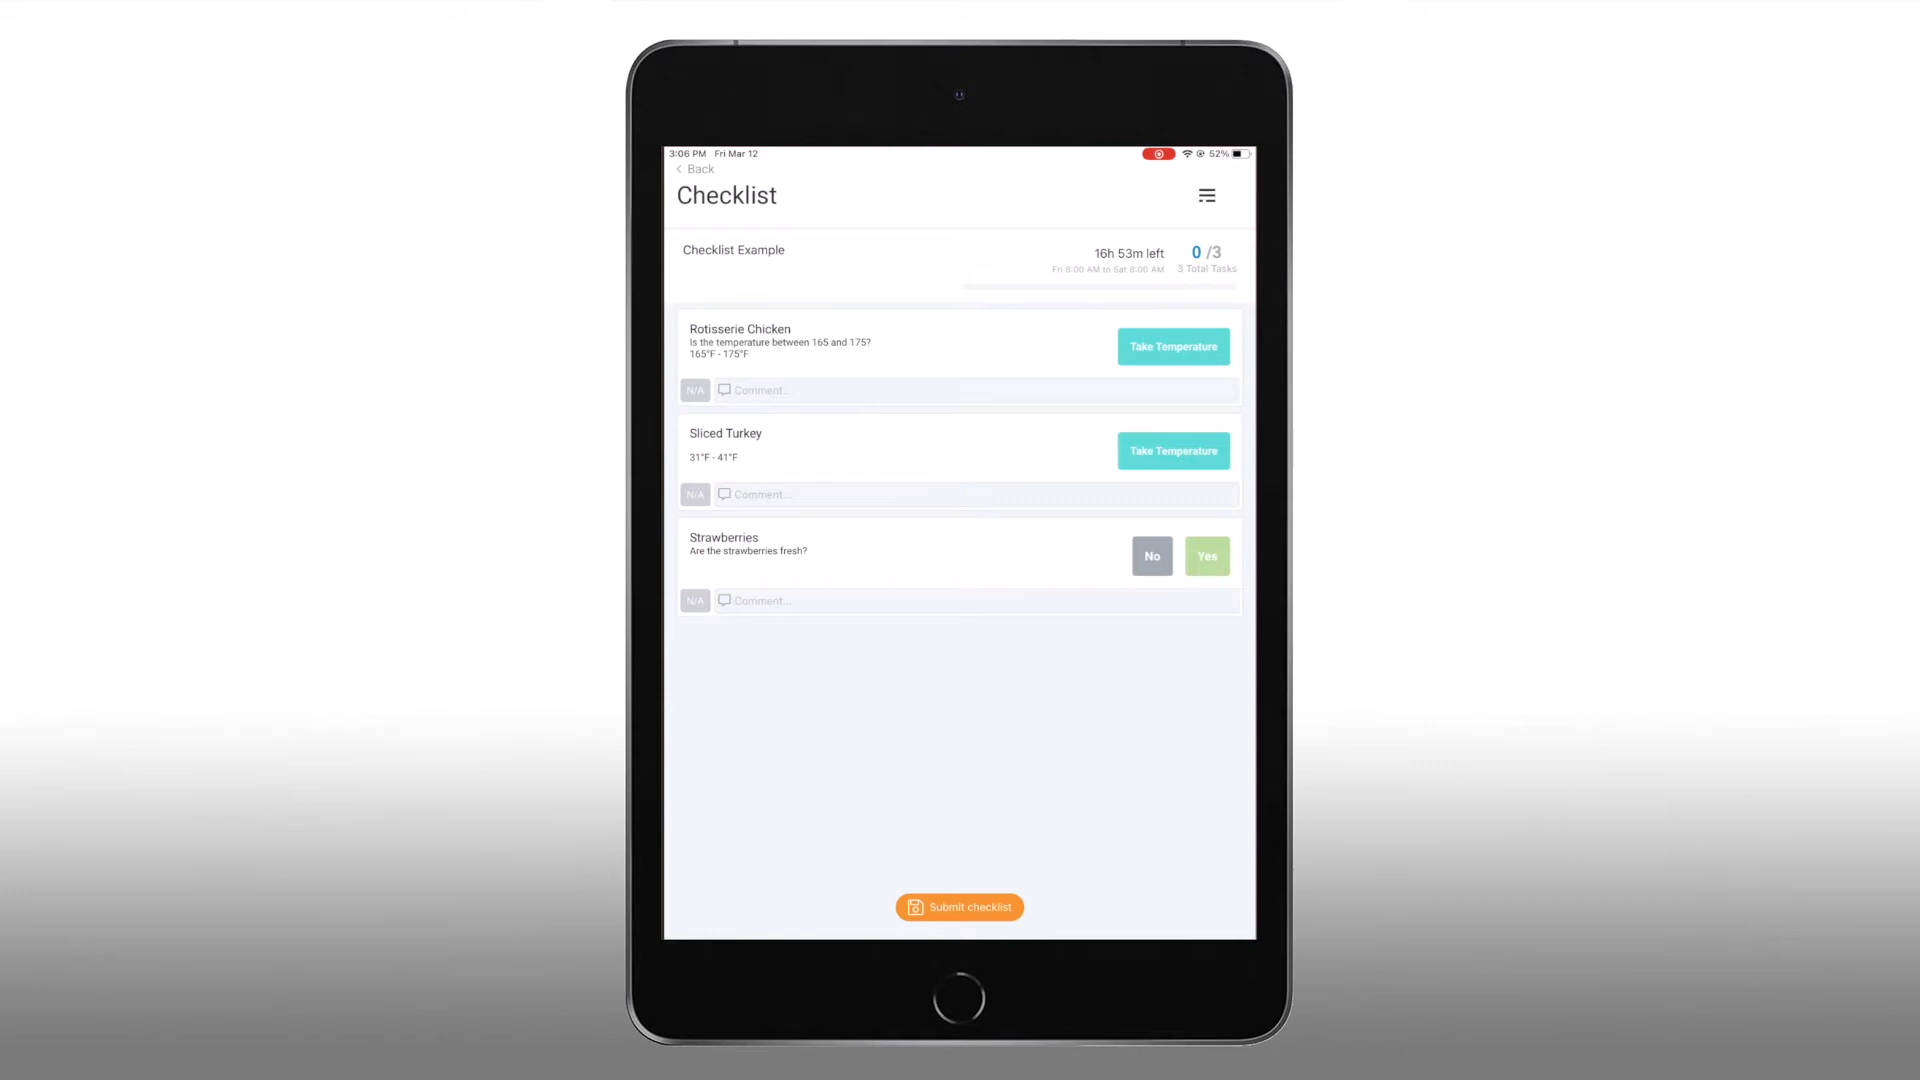 3:06 PM Fri Mar 12
52%
Back
Checklist
Checklist Example
16h 53m left
0 /3
Fri 8:00 AM to Sat 8:00 AM
3 Total Tasks
Rotisserie Chicken
Is the temperature between 165 and 175?
165°F - 175°F
Take Temperature
N/A
Comment...
Sliced Turkey
31°F - 41°F
Take Temperature
N/A
Comment...
Strawberries
Are the strawberries fresh?
No
Yes
N/A
Comment...
Submit checklist